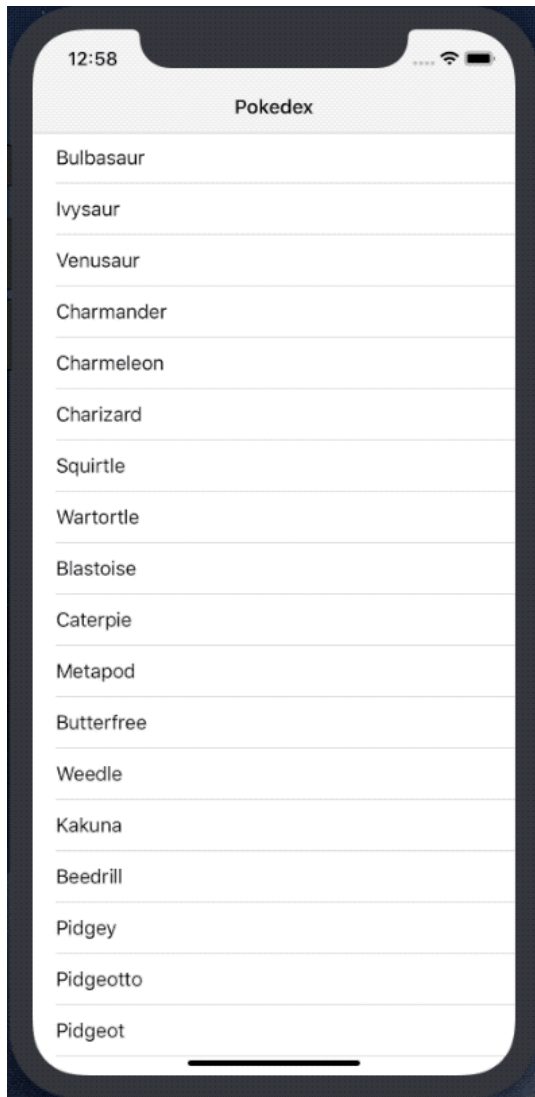 12:58
Pokedex
Bulbasaur
Ivysaur
Venusaur
Charmander
Charmeleon
Charizard
Squirtle
Wartortle
Blastoise
Caterpie
Metapod
Butterfree
Weedle
Kakuna
Beedrill
Pidgey
Pidgeotto
Pidgeot